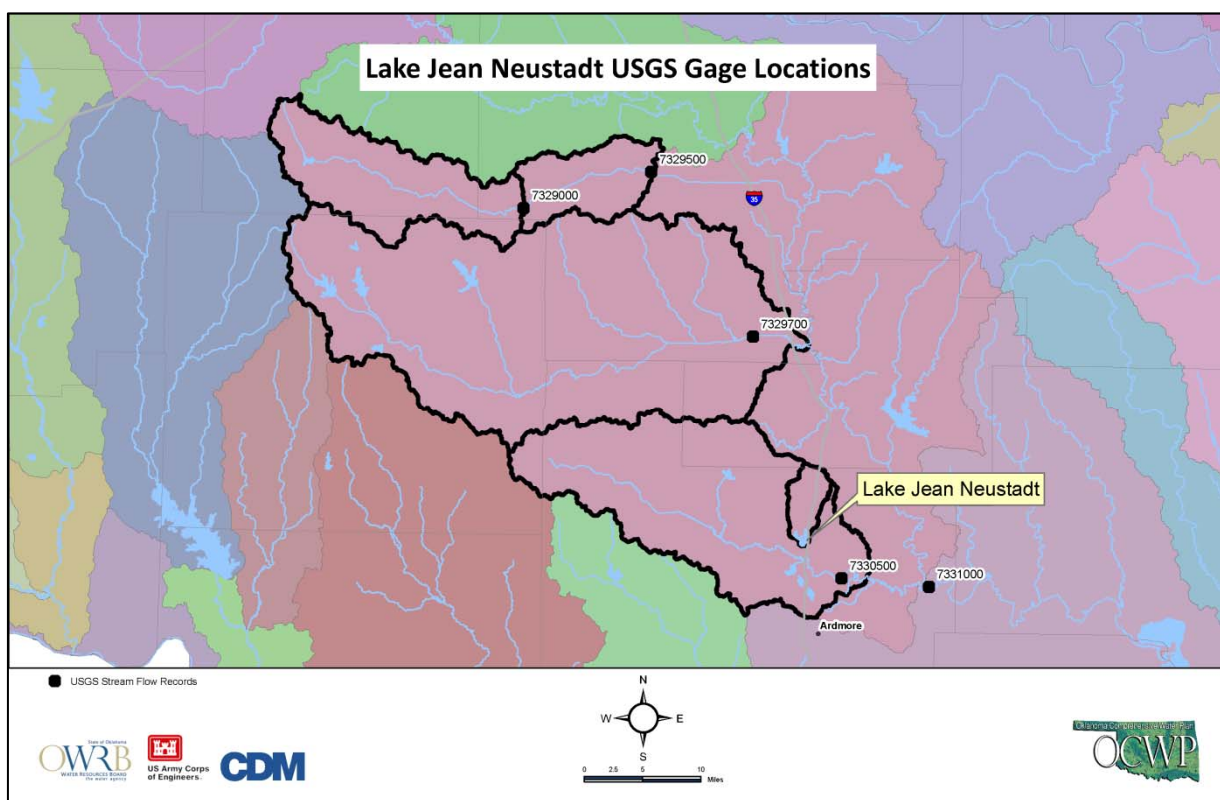 Lake Jean Neustadt USGS Gage Locations
7329500
7329000
35
7329700
Lake Jean Neustadt
7330500
7331000
Ardmore
USGS Stream Flow Records
N
W
E
S
0 2.5 5 10
Miles
State of Oklahoma
OWRB
WATER RESOURCES BOARD
the water agency
US Army Corps
of Engineers.
CDM
Oklahoma Comprehensive Water Plan
OCWP